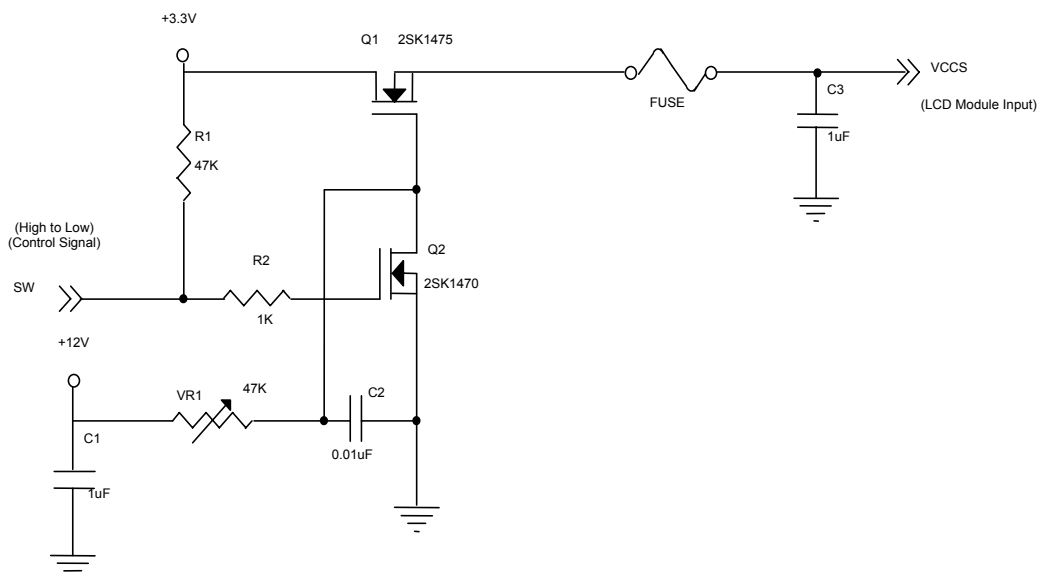 +3.3V
Q1 2SK1475
VCCS
C3
FUSE
(LCD Module Input)
R1
1uF
47K
(High to Low)
(Control Signal)
Q2
R2
2SK1470
SW
1K
+12V
VR1
47K
C2
C1
0.01uF
1uF